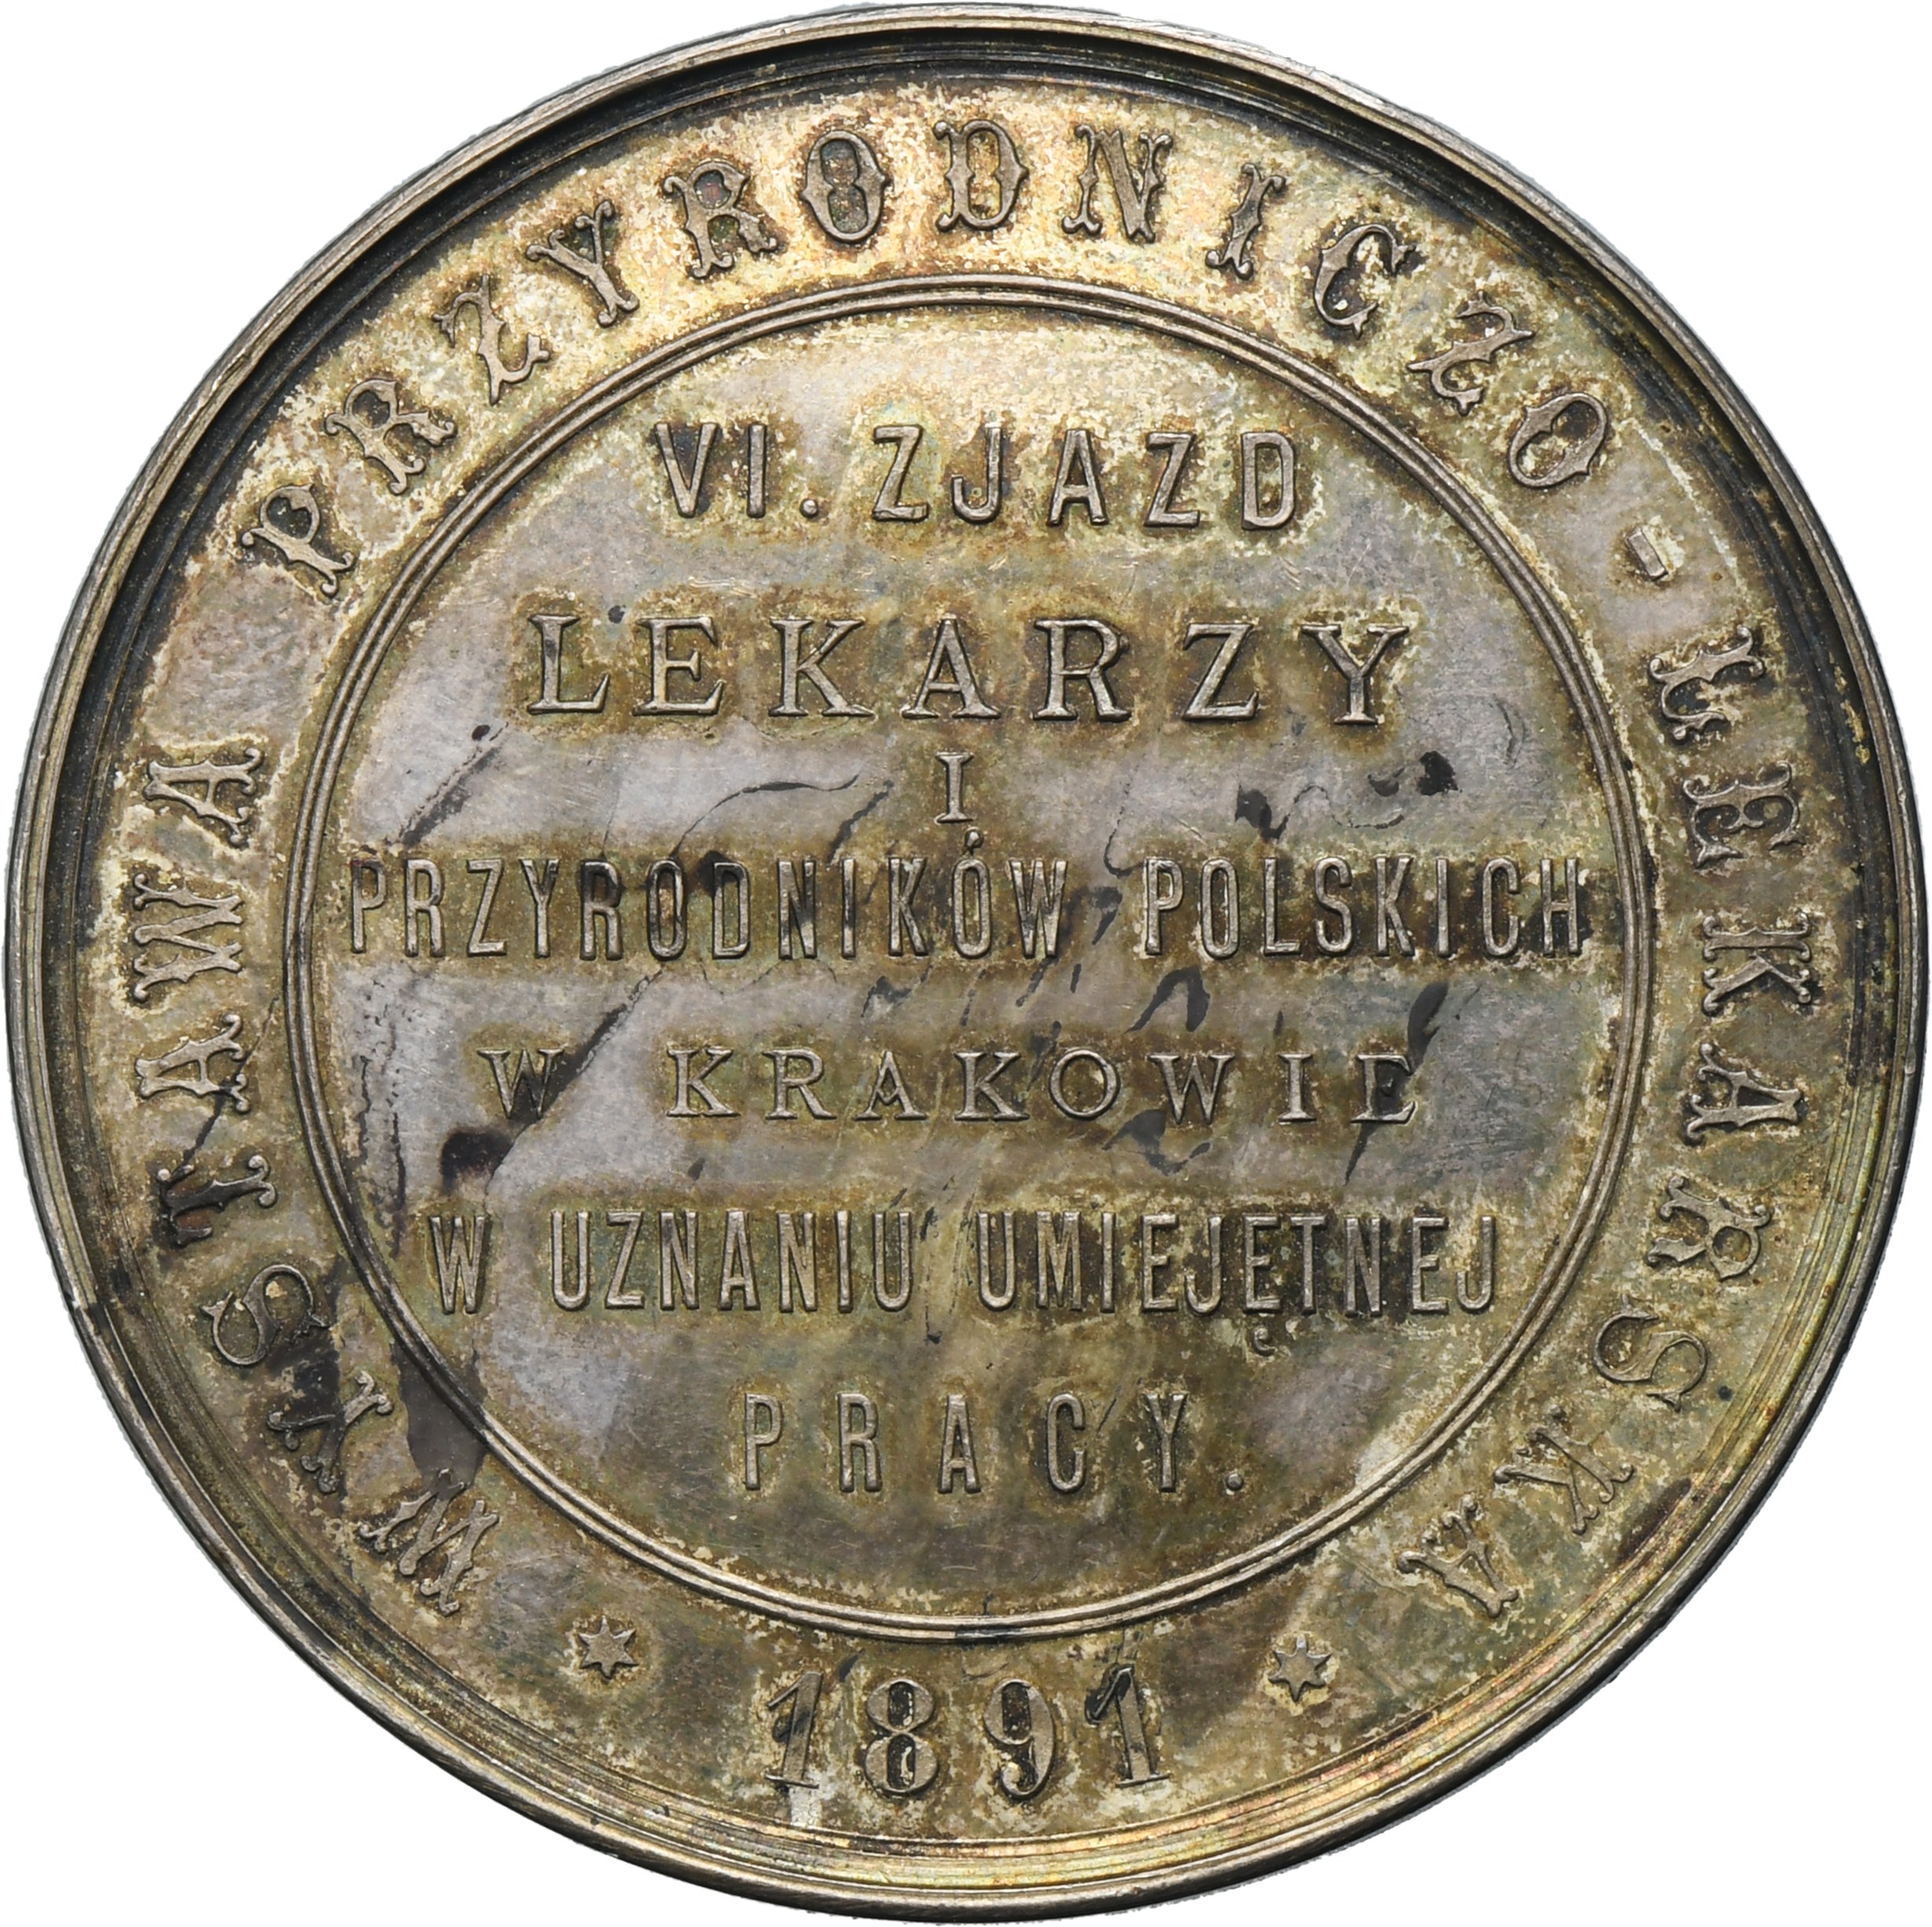 WYSTAWA PRZYRODNICZO-LEKARSKA
VI. ZJAZD
LEKARZY
I
PRZYRODNIKÓW POLSKICH
W KRAKOWIE
W UZNANIU UMIEJĘTNEJ
PRACY.
1891